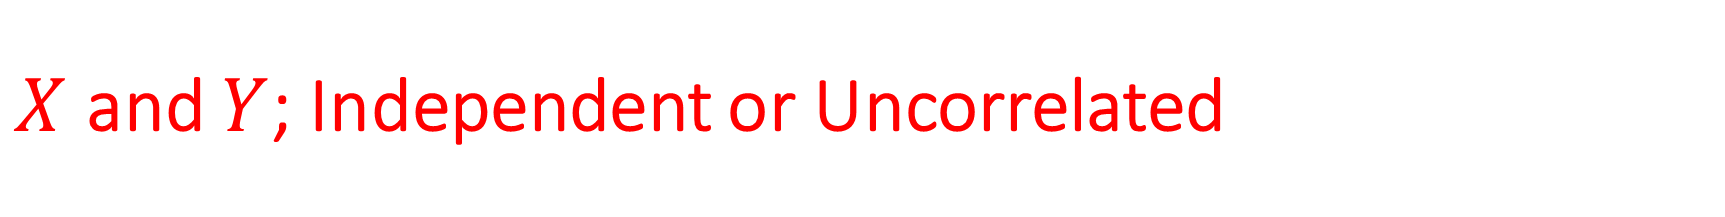 X and Y; Independent or Uncorrelated